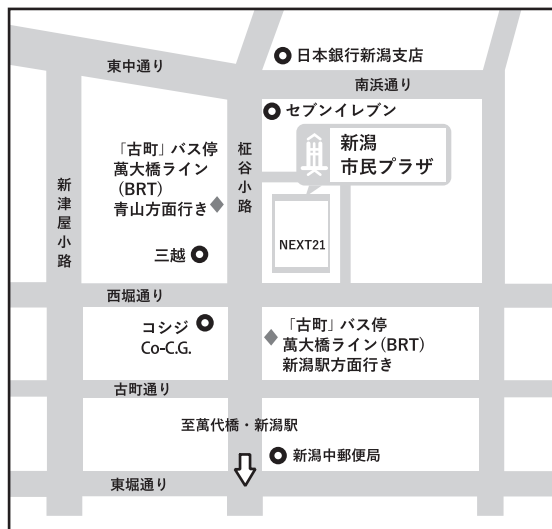 日本銀行新潟支店
東中通り
南浜通り
セブンイレブン
新潟
市民プラザ
「古町」バス停
萬大橋ライン
(BRT)
青山方面行き
柾谷小路
新津屋小路
三越
NEXT21
西堀通り
コシジ
Co-C.G.
「古町」バス停
萬大橋ライン(BRT)
新潟駅方面行き
古町通り
至萬代橋・新潟駅
新潟中郵便局
東堀通り